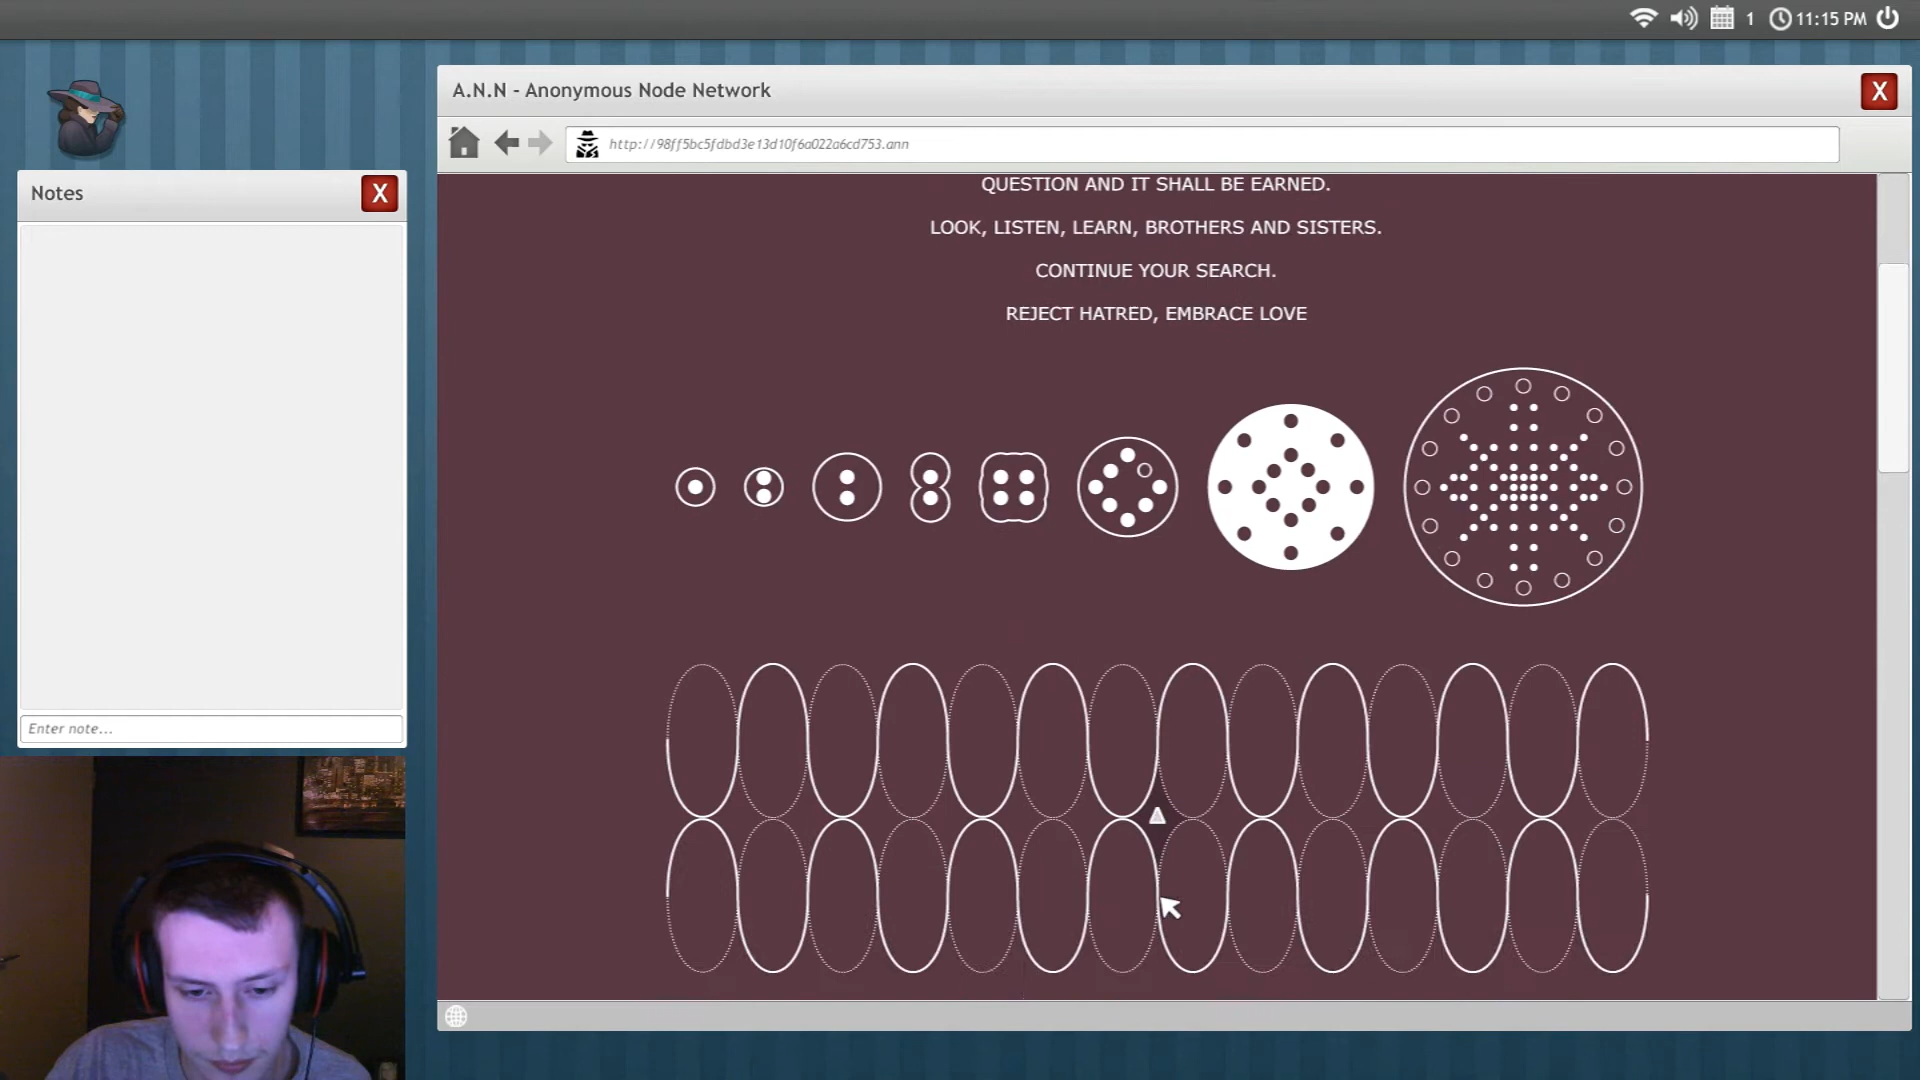 1
11:15 PM
A.N.N - Anonymous Node Network
X
http://98ff5bc5fdbd3e13d10f6a022a6cd753.ann
Notes
X
QUESTION AND IT SHALL BE EARNED.
LOOK, LISTEN, LEARN, BROTHERS AND SISTERS.
CONTINUE YOUR SEARCH.
REJECT HATRED, EMBRACE LOVE
Enter note...